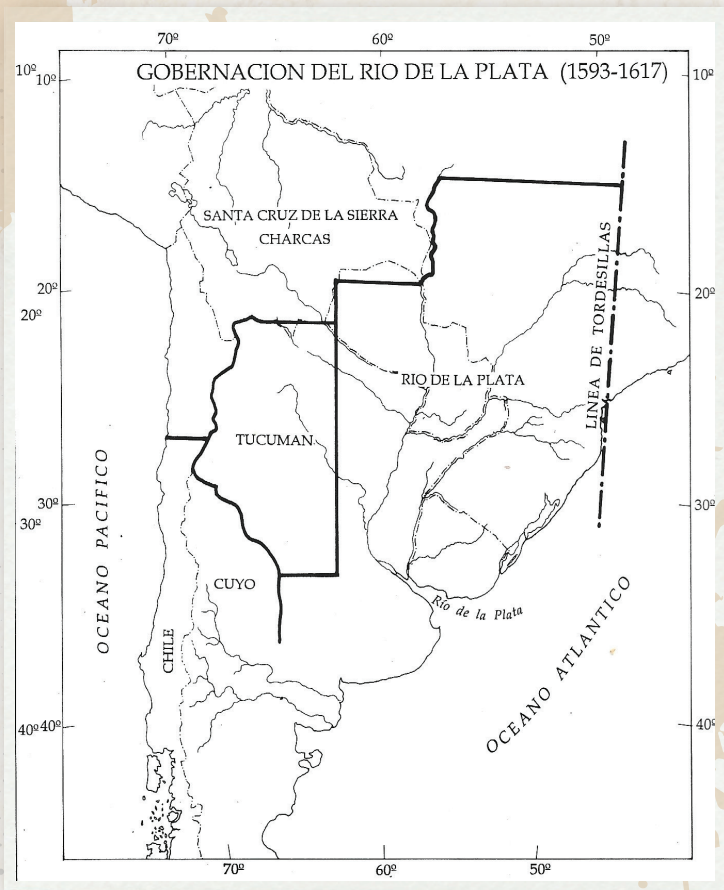 70º 60º 50º
10º 10º 10º
GOBERNACION DEL RIO DE LA PLATA (1593-1617)
SANTA CRUZ DE LA SIERRA
CHARCAS
LINEA DE TORDESILLAS
20º 20º
20º
RIO DE LA PLATA
TUCUMAN
OCEANO PACIFICO
30º 30º
30º
CUYO
Río de la Plata
CHILE
OCEANO ATLANTICO
40º 40º 40º
70º 60º 50º